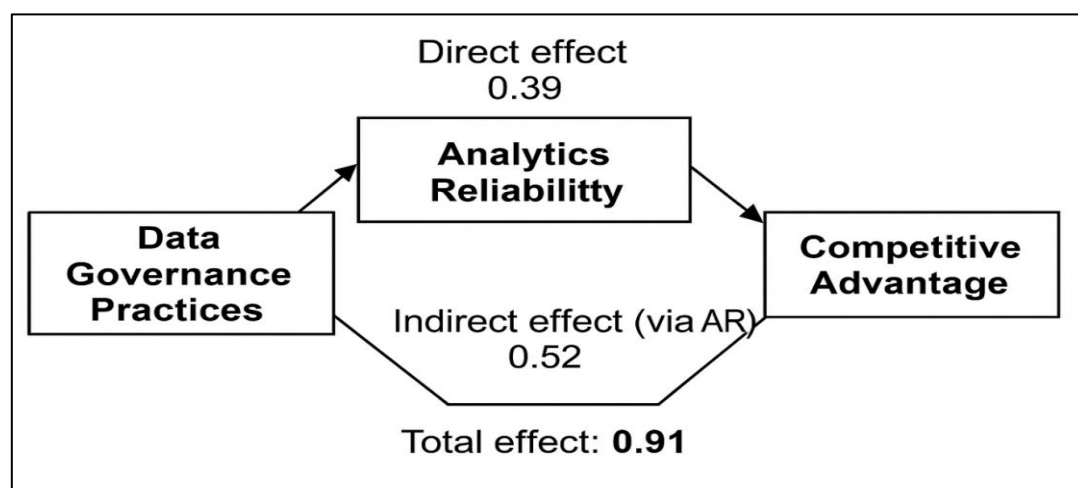 Direct effect
0.39
Analytics
Reliabilitty
Data
Governance
Practices
Competitive
Advantage
Indirect effect (via AR)
0.52
Total effect: 0.91